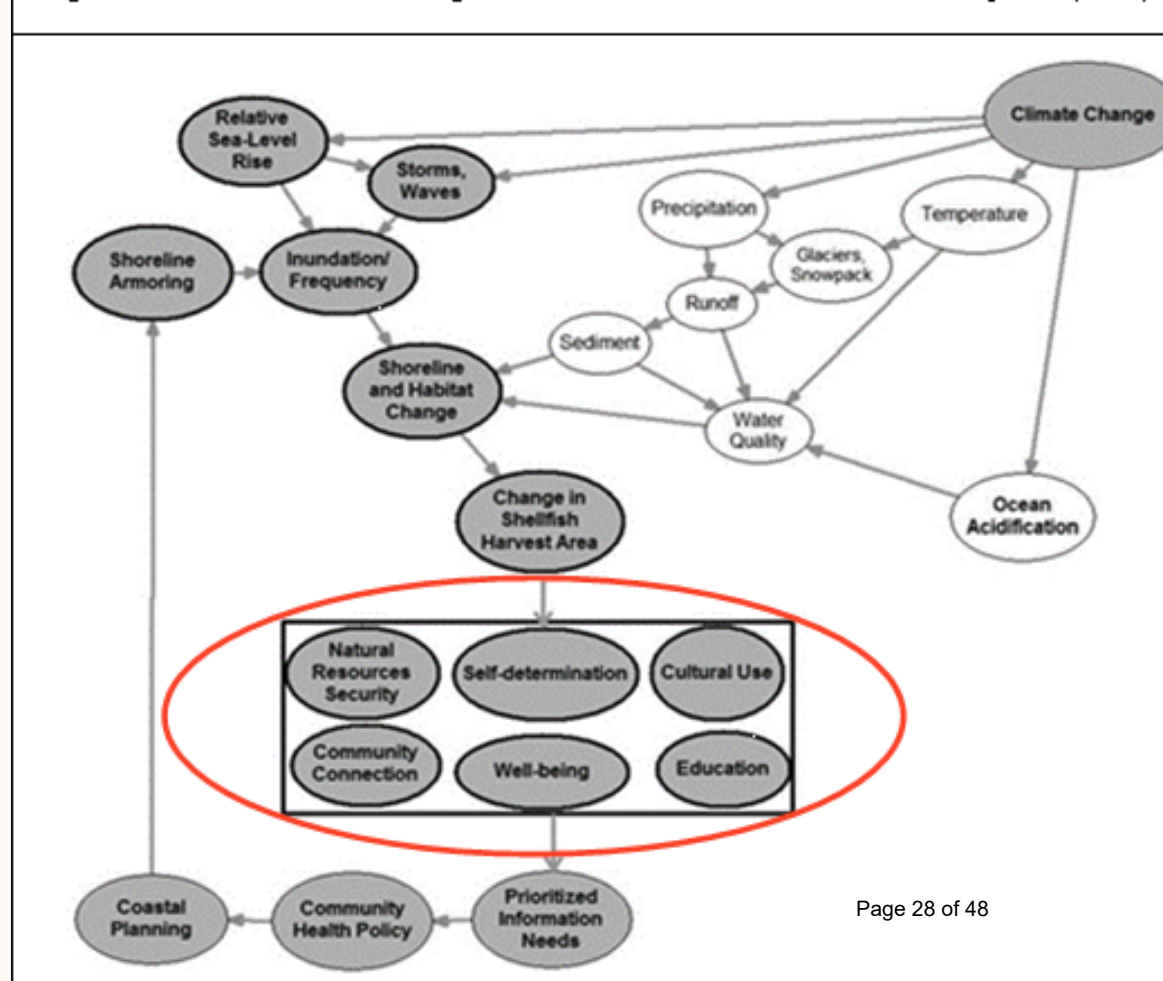 Climate Change
Relative
Sea-Level
Rise
Storms,
Waves
Precipitation
Temperature
Shoreline
Armoring
Inundation/
Frequency
Glaciers,
Snowpack
Runoff
Sediment
Shoreline
and Habitat
Change
Water
Quality
Change in
Shellfish
Harvest Area
Ocean
Acidification
Natural
Resources
Security
Self-determination
Cultural Use
Community
Connection
Well-being
Education
Coastal
Planning
Community
Health Policy
Prioritized
Information
Needs
Page 28 of 48